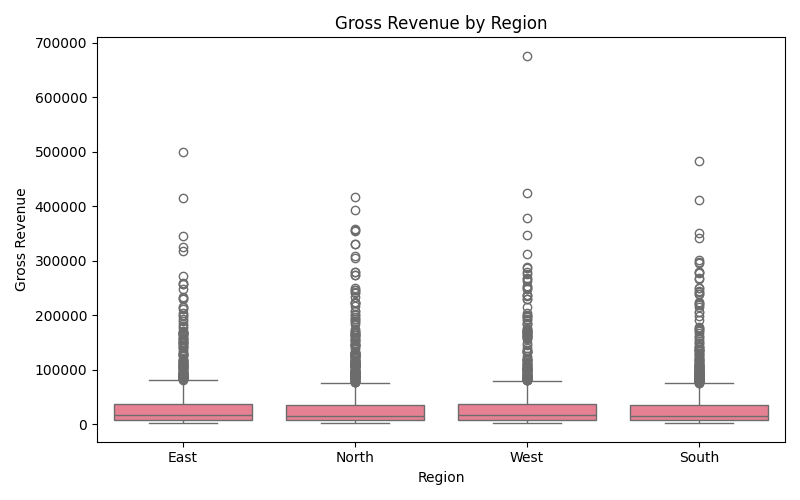 Gross Revenue by Region
Gross Revenue
700000
600000
500000
400000
300000
200000
100000
0
East North West South
Region